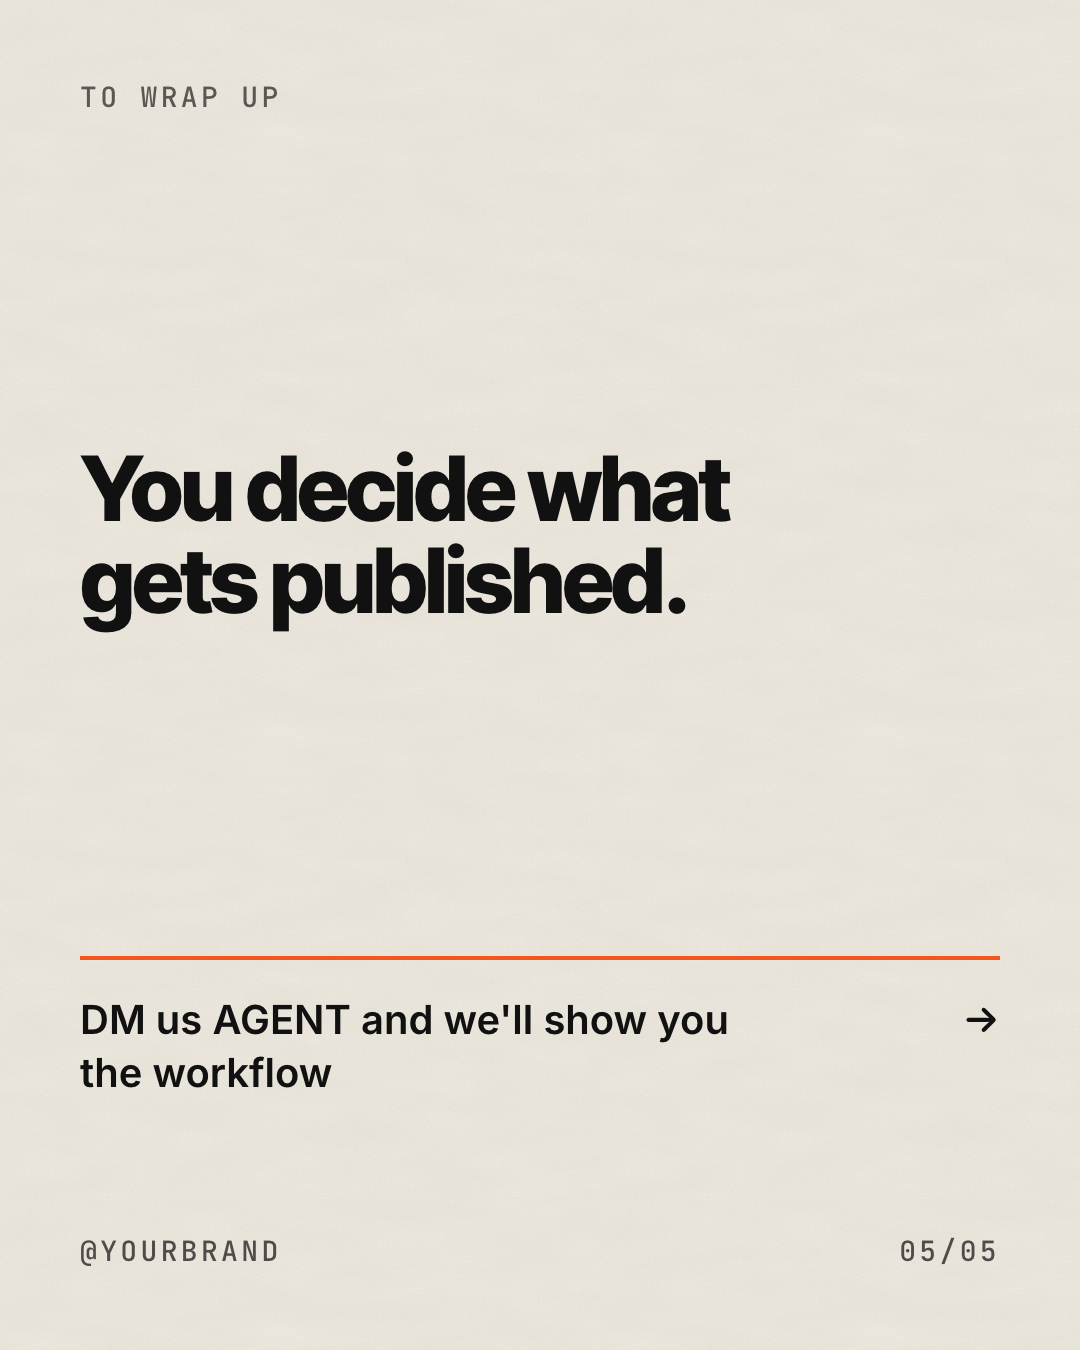 TO WRAP UP
You decide what
gets published.
DM us AGENT and we'll show you
the workflow
→
@YOURBRAND
05/05